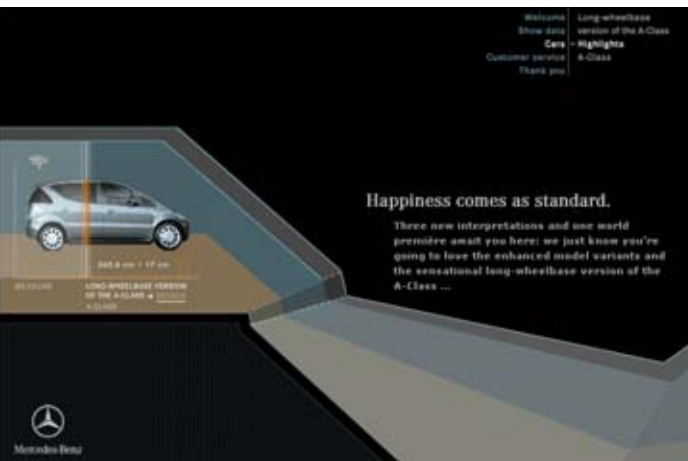 Welcome
Show data
Cars
Customer service
Thank you
Long-wheelbase
version of the A-Class
- Highlights
A-Class
Happiness comes as standard.
Three new interpretations and one world
première await you here: we just know you're
going to love the enhanced model variants and
the sensational long-wheelbase version of the
A-Class ...
LONG-WHEELBASE VERSION
OF THE A-CLASS
A-CLASS
Mercedes-Benz